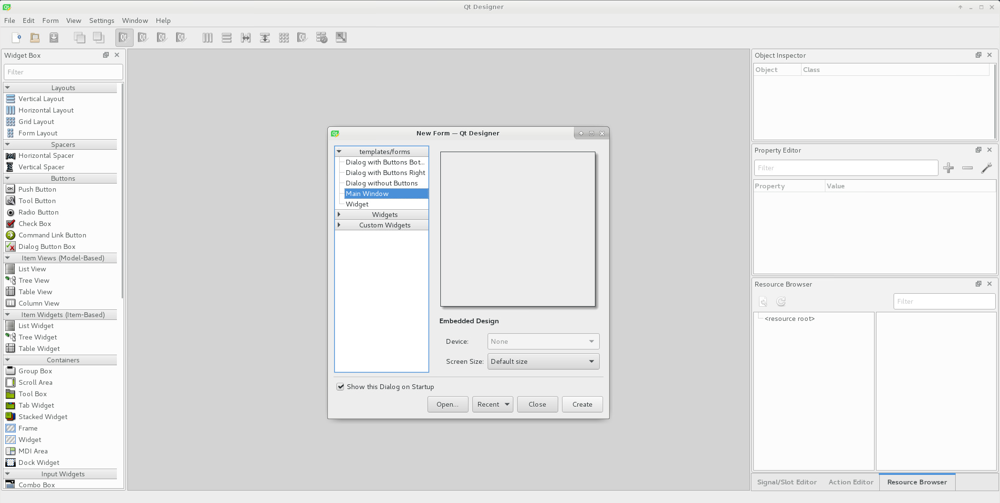 Qt Designer
File Edit Form View Settings Window Help
Widget Box
Filter
Layouts
Vertical Layout
Horizontal Layout
Grid Layout
Form Layout
Spacers
Horizontal Spacer
Vertical Spacer
Buttons
Push Button
Tool Button
Radio Button
Check Box
Command Link Button
Dialog Button Box
Item Views (Model-Based)
List View
Tree View
Table View
Column View
Item Widgets (Item-Based)
List Widget
Tree Widget
Table Widget
Containers
Group Box
Scroll Area
Tool Box
Tab Widget
Stacked Widget
Frame
Widget
MDI Area
Dock Widget
Input Widgets
Combo Box
New Form — Qt Designer
templates/forms
Dialog with Buttons Bot...
Dialog with Buttons Right
Dialog without Buttons
Main Window
Widget
Widgets
Custom Widgets
Embedded Design
Device: None
Screen Size: Default size
Show this Dialog on Startup
Open... Recent Close Create
Object Inspector
Object Class
Property Editor
Filter
Property Value
Resource Browser
Filter
<resource root>
Signal/Slot Editor Action Editor Resource Browser